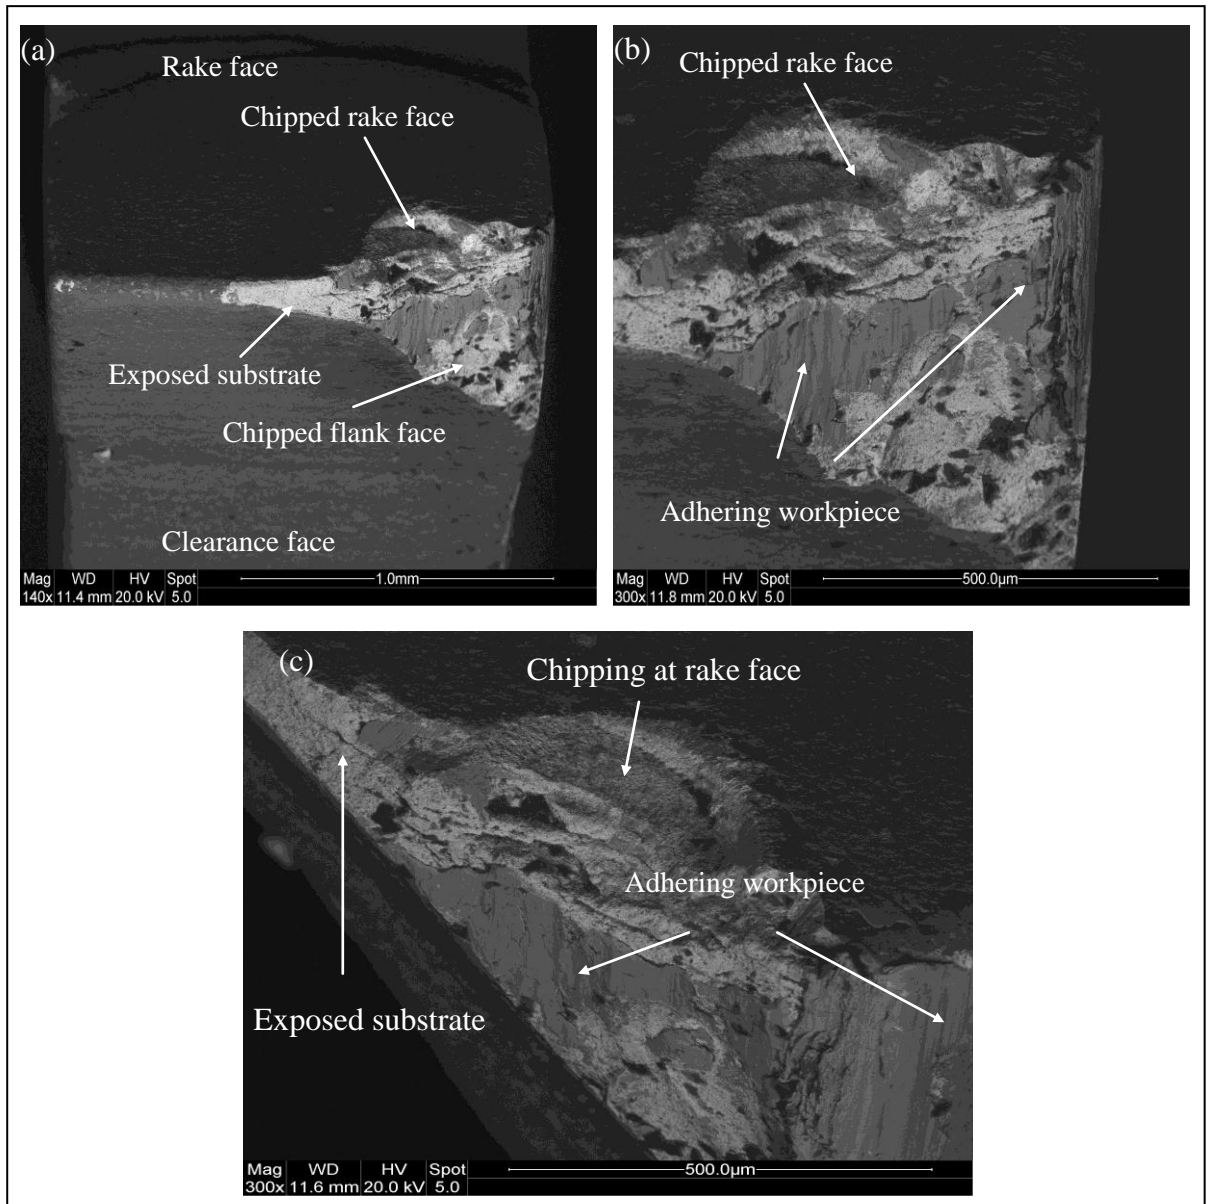 (a)
Rake face
Chipped rake face
Exposed substrate
Chipped flank face
Clearance face
Mag WD HV Spot 1.0mm
140x 11.4 mm 20.0 kV 5.0
(b)
Chipped rake face
Adhering workpiece
Mag WD HV Spot 500.0µm
300x 11.8 mm 20.0 kV 5.0
(c)
Chipping at rake face
Adhering workpiece
Exposed substrate
Mag WD HV Spot 500.0µm
300x 11.6 mm 20.0 kV 5.0